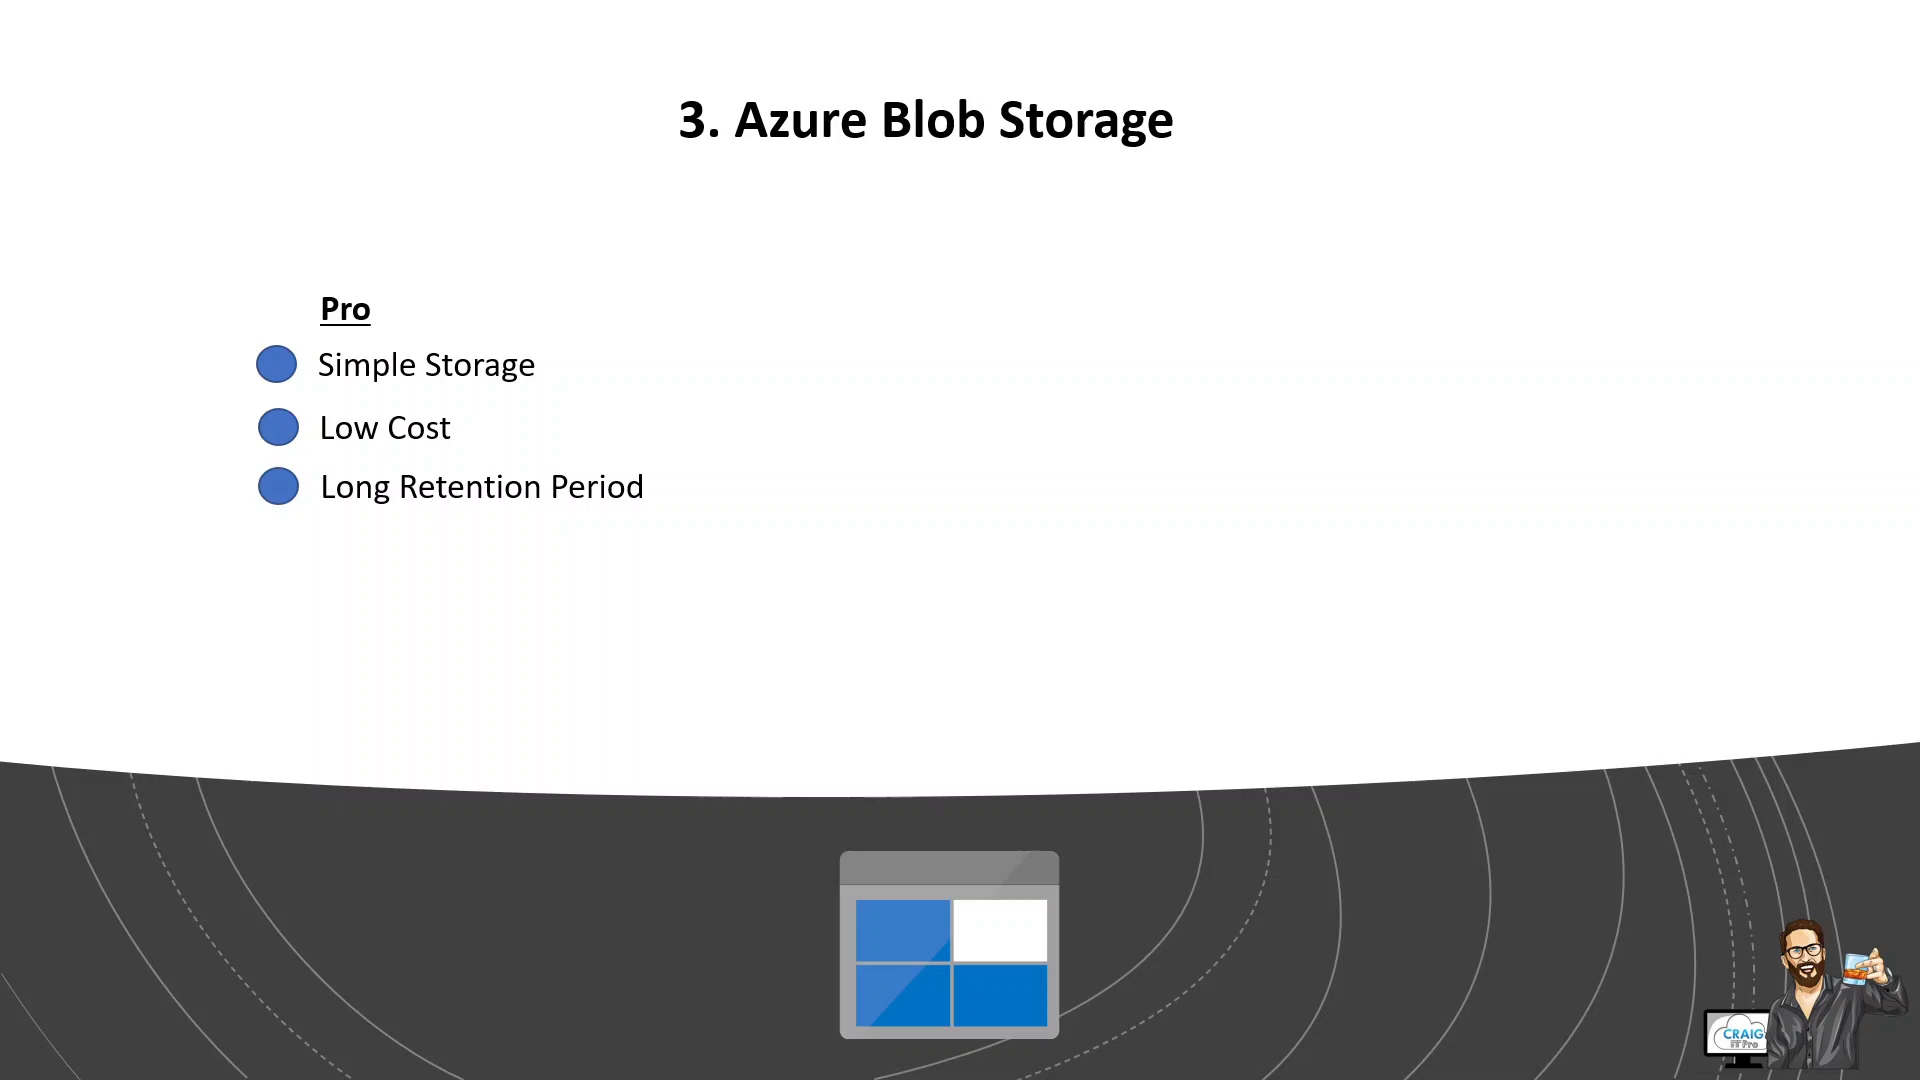 3. Azure Blob Storage
Pro
Simple Storage
Low Cost
Long Retention Period
CRAIG
IT Pro